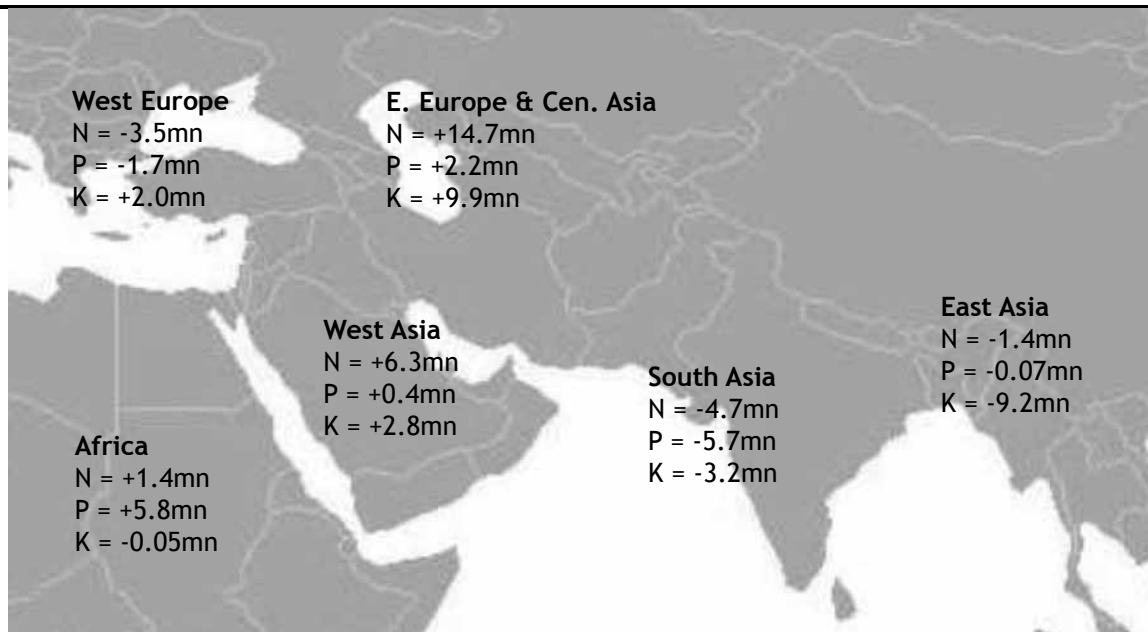 West Europe
N = -3.5mn
P = -1.7mn
K = +2.0mn
E. Europe & Cen. Asia
N = +14.7mn
P = +2.2mn
K = +9.9mn
West Asia
N = +6.3mn
P = +0.4mn
K = +2.8mn
East Asia
N = -1.4mn
P = -0.07mn
K = -9.2mn
South Asia
N = -4.7mn
P = -5.7mn
K = -3.2mn
Africa
N = +1.4mn
P = +5.8mn
K = -0.05mn